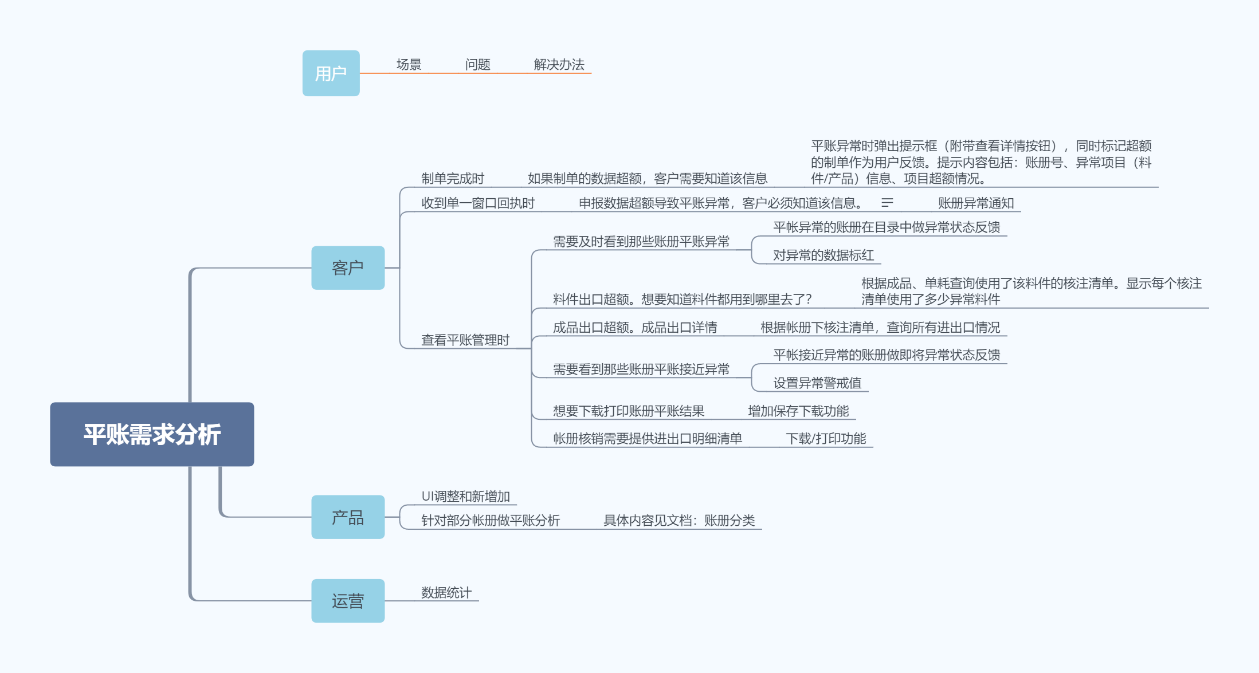 用户
场景
问题
解决办法
平账异常时弹出提示框（附带查看详情按钮），同时标记超额
的制单作为用户反馈。提示内容包括：账册号、异常项目（料
件/产品）信息、项目超额情况。
制单完成时
如果制单的数据超额，客户需要知道该信息
收到单一窗口回执时
申报数据超额导致平账异常，客户必须知道该信息。
账册异常通知
客户
查看平账管理时
需要及时看到那些账册平账异常
平帐异常的账册在目录中做异常状态反馈
对异常的数据标红
料件出口超额。想要知道料件都用到哪里去了？
根据成品、单耗查询使用了该料件的核注清单。显示每个核注
清单使用了多少异常料件
成品出口超额。成品出口详情
根据帐册下核注清单，查询所有进出口情况
需要看到那些账册平账接近异常
平帐接近异常的账册做即将异常状态反馈
设置异常警戒值
想要下载打印账册平账结果
增加保存下载功能
帐册核销需要提供进出口明细清单
下载/打印功能
平账需求分析
产品
UI调整和新增加
针对部分帐册做平账分析
具体内容见文档：账册分类
运营
数据统计